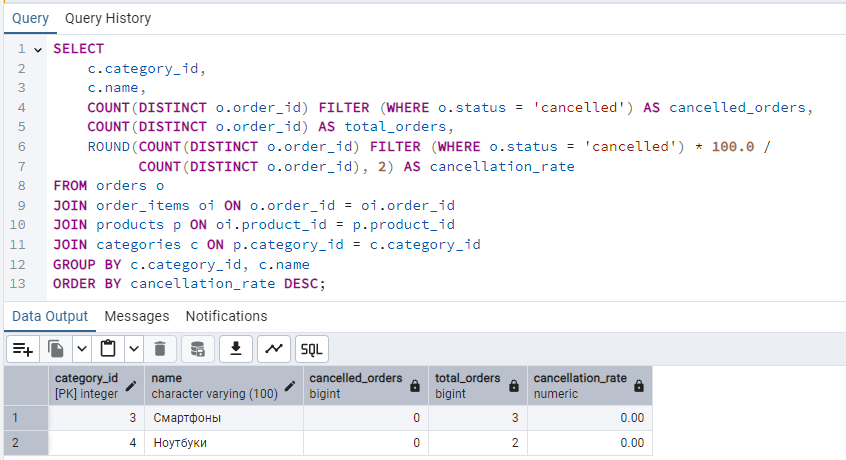 Query Query History
1 SELECT
2 c.category_id,
3 c.name,
4 COUNT(DISTINCT o.order_id) FILTER (WHERE o.status = 'cancelled') AS cancelled_orders,
5 COUNT(DISTINCT o.order_id) AS total_orders,
6 ROUND(COUNT(DISTINCT o.order_id) FILTER (WHERE o.status = 'cancelled') * 100.0 /
7 COUNT(DISTINCT o.order_id), 2) AS cancellation_rate
8 FROM orders o
9 JOIN order_items oi ON o.order_id = oi.order_id
10 JOIN products p ON oi.product_id = p.product_id
11 JOIN categories c ON p.category_id = c.category_id
12 GROUP BY c.category_id, c.name
13 ORDER BY cancellation_rate DESC;
Data Output Messages Notifications
SQL
category_id name cancelled_orders total_orders cancellation_rate
[PK] integer character varying (100) bigint bigint numeric
1 3 Смартфоны 0 3 0.00
2 4 Ноутбуки 0 2 0.00